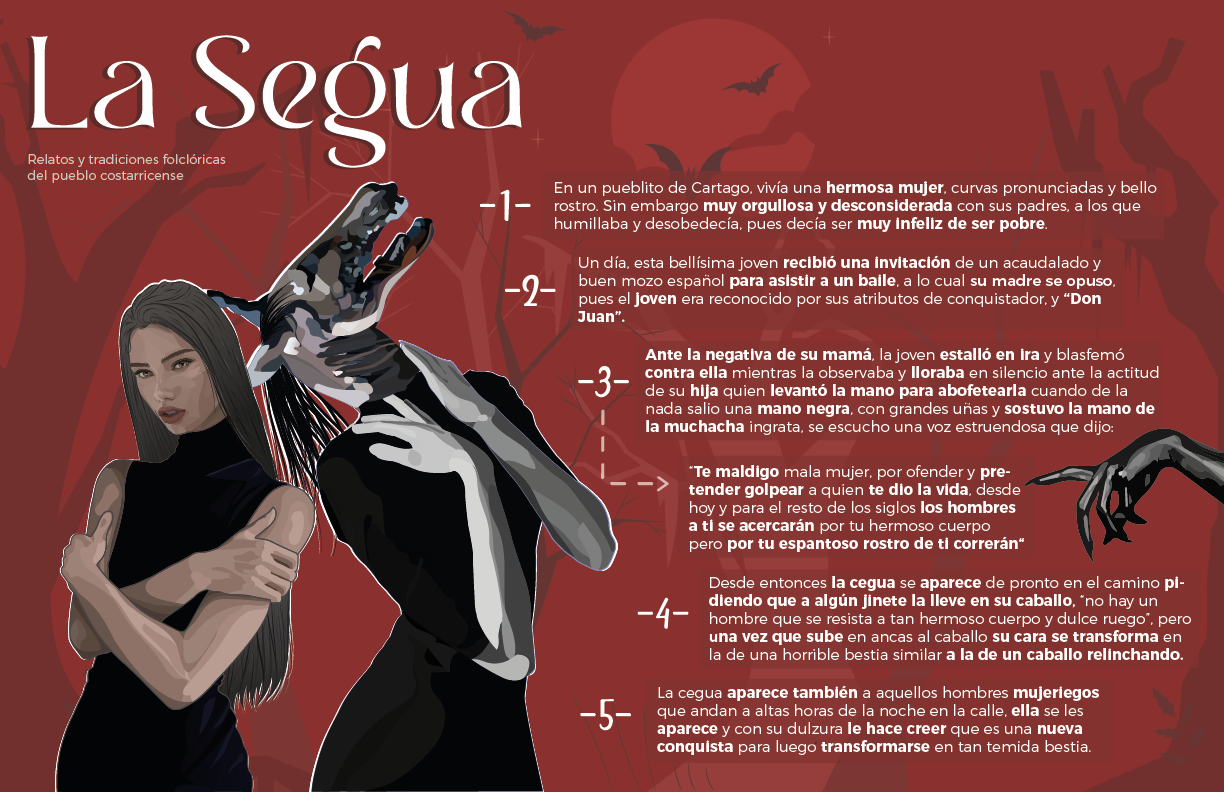 La Segua
Relatos y tradiciones folclóricas
del pueblo costarricense
-1-
En un pueblito de Cartago, vivía una hermosa mujer, curvas pronunciadas y bello
rostro. Sin embargo muy orgullosa y desconsiderada con sus padres, a los que
humillaba y desobedecía, pues decía ser muy infeliz de ser pobre.
-2-
Un día, esta bellísima joven recibió una invitación de un acaudalado y
buen mozo español para asistir a un baile, a lo cual su madre se opuso,
pues el joven era reconocido por sus atributos de conquistador, y “Don
Juan”.
-3-
Ante la negativa de su mamá, la joven estalló en ira y blasfemó
contra ella mientras la observaba y lloraba en silencio ante la actitud
de su hija quien levantó la mano para abofetearla cuando de la
nada salio una mano negra, con grandes uñas y sostuvo la mano de
la muchacha ingrata, se escucho una voz estruendosa que dijo:
“Te maldigo mala mujer, por ofender y pre-
tender golpear a quien te dio la vida, desde
hoy y para el resto de los siglos los hombres
a ti se acercarán por tu hermoso cuerpo
pero por tu espantoso rostro de ti correrán“
-4-
Desde entonces la cegua se aparece de pronto en el camino pi-
diendo que a algún jinete la lleve en su caballo, “no hay un
hombre que se resista a tan hermoso cuerpo y dulce ruego”, pero
una vez que sube en ancas al caballo su cara se transforma en
la de una horrible bestia similar a la de un caballo relinchando.
-5-
La cegua aparece también a aquellos hombres mujeriegos
que andan a altas horas de la noche en la calle, ella se les
aparece y con su dulzura le hace creer que es una nueva
conquista para luego transformarse en tan temida bestia.